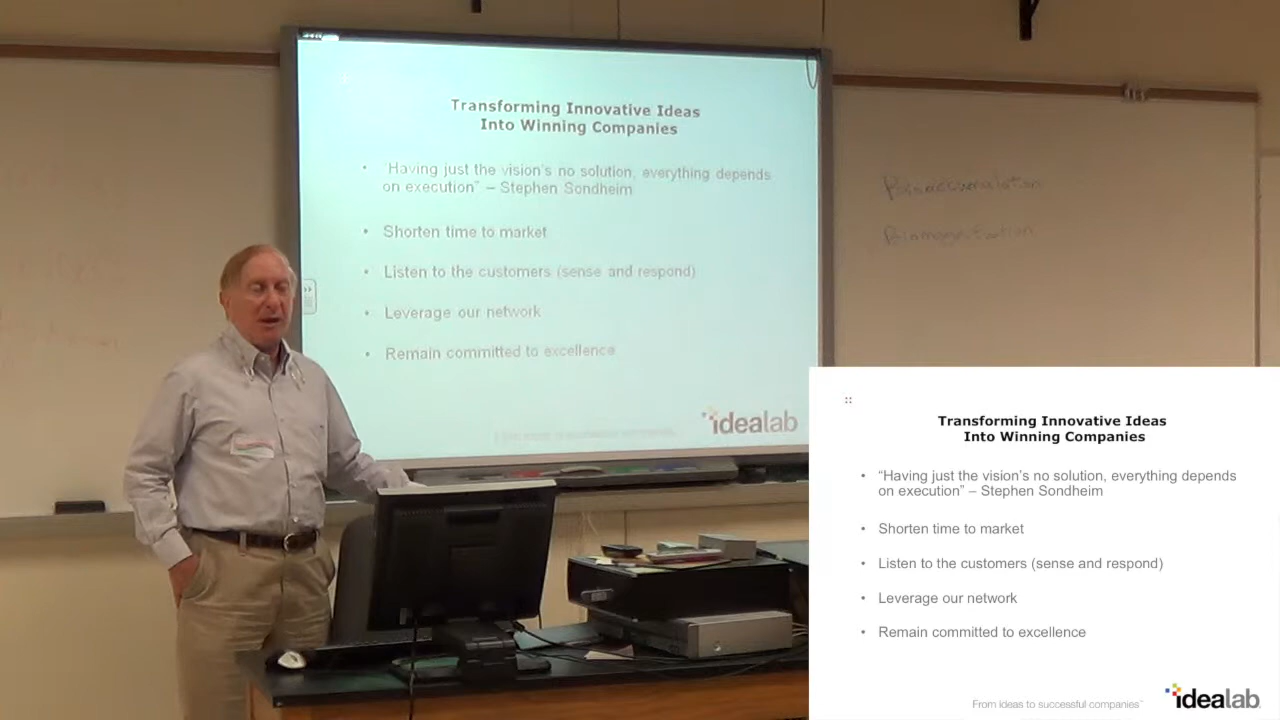 Transforming Innovative Ideas
Into Winning Companies
• "Having just the vision's no solution, everything depends
on execution" – Stephen Sondheim
• Shorten time to market
• Listen to the customers (sense and respond)
• Leverage our network
• Remain committed to excellence
idealab
Transforming Innovative Ideas
Into Winning Companies
• “Having just the vision’s no solution, everything depends
on execution” – Stephen Sondheim
• Shorten time to market
• Listen to the customers (sense and respond)
• Leverage our network
• Remain committed to excellence
From ideas to successful companies™
idealab